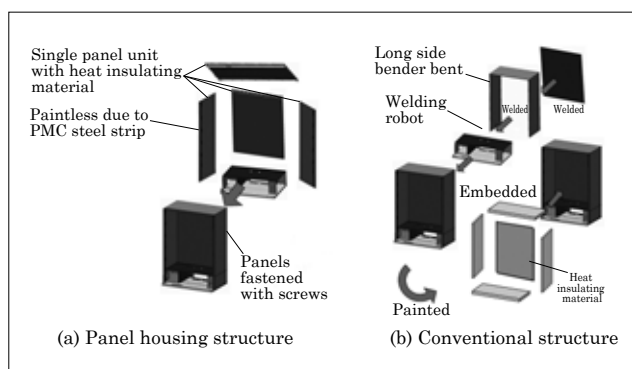 Single panel unit
with heat insulating
material
Paintless due to
PMC steel strip
Panels
fastened
with screws
(a) Panel housing structure
Long side
bender bent
Welding
robot
Welded
Welded
Embedded
Heat
insulating
material
Painted
(b) Conventional structure